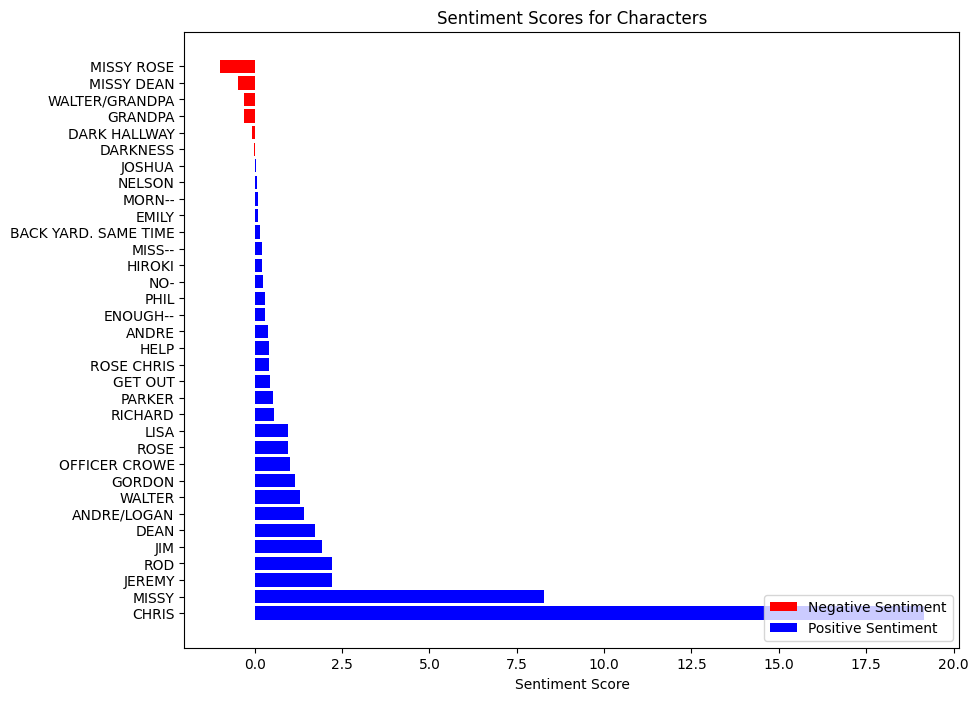 Sentiment Scores for Characters
MISSY ROSE
MISSY DEAN
WALTER/GRANDPA
GRANDPA
DARK HALLWAY
DARKNESS
JOSHUA
NELSON
MORN--
EMILY
BACK YARD. SAME TIME
MISS--
HIROKI
NO-
PHIL
ENOUGH--
ANDRE
HELP
ROSE CHRIS
GET OUT
PARKER
RICHARD
LISA
ROSE
OFFICER CROWE
GORDON
WALTER
ANDRE/LOGAN
DEAN
JIM
ROD
JEREMY
MISSY
CHRIS
Negative Sentiment
Positive Sentiment
0.0 2.5 5.0 7.5 10.0 12.5 15.0 17.5 20.0
Sentiment Score